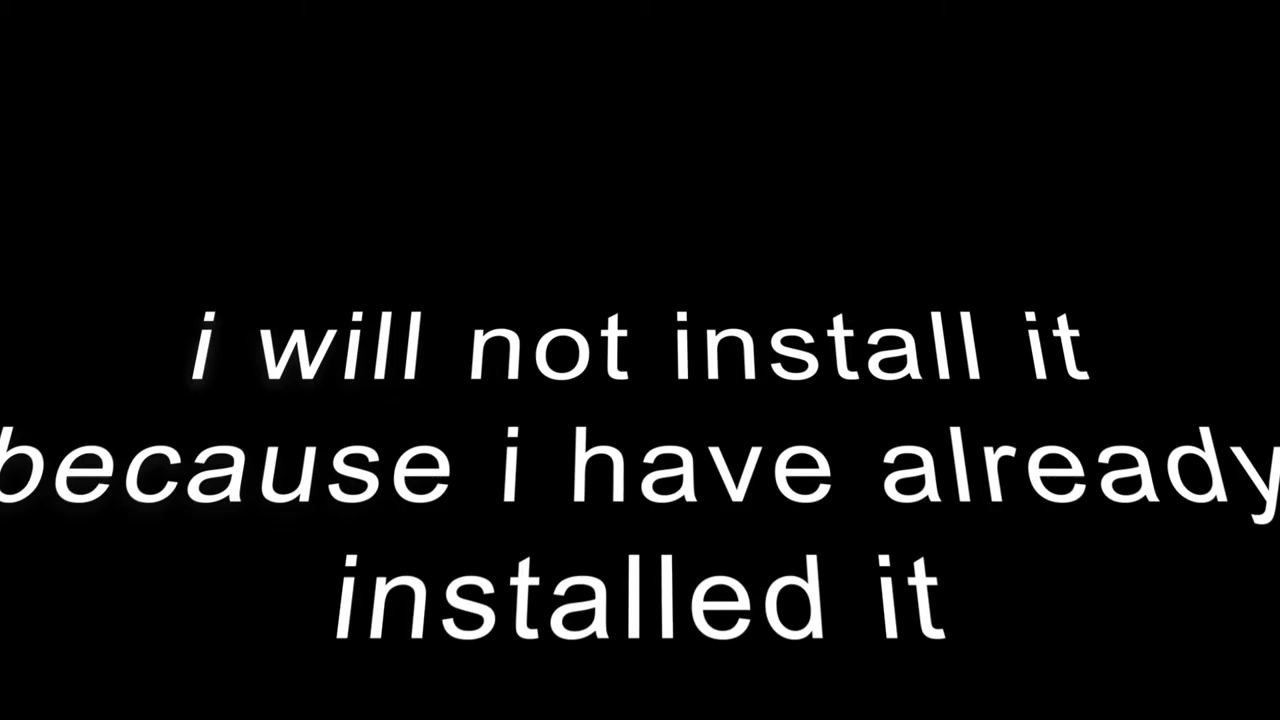 i will not install it
because i have already
installed it